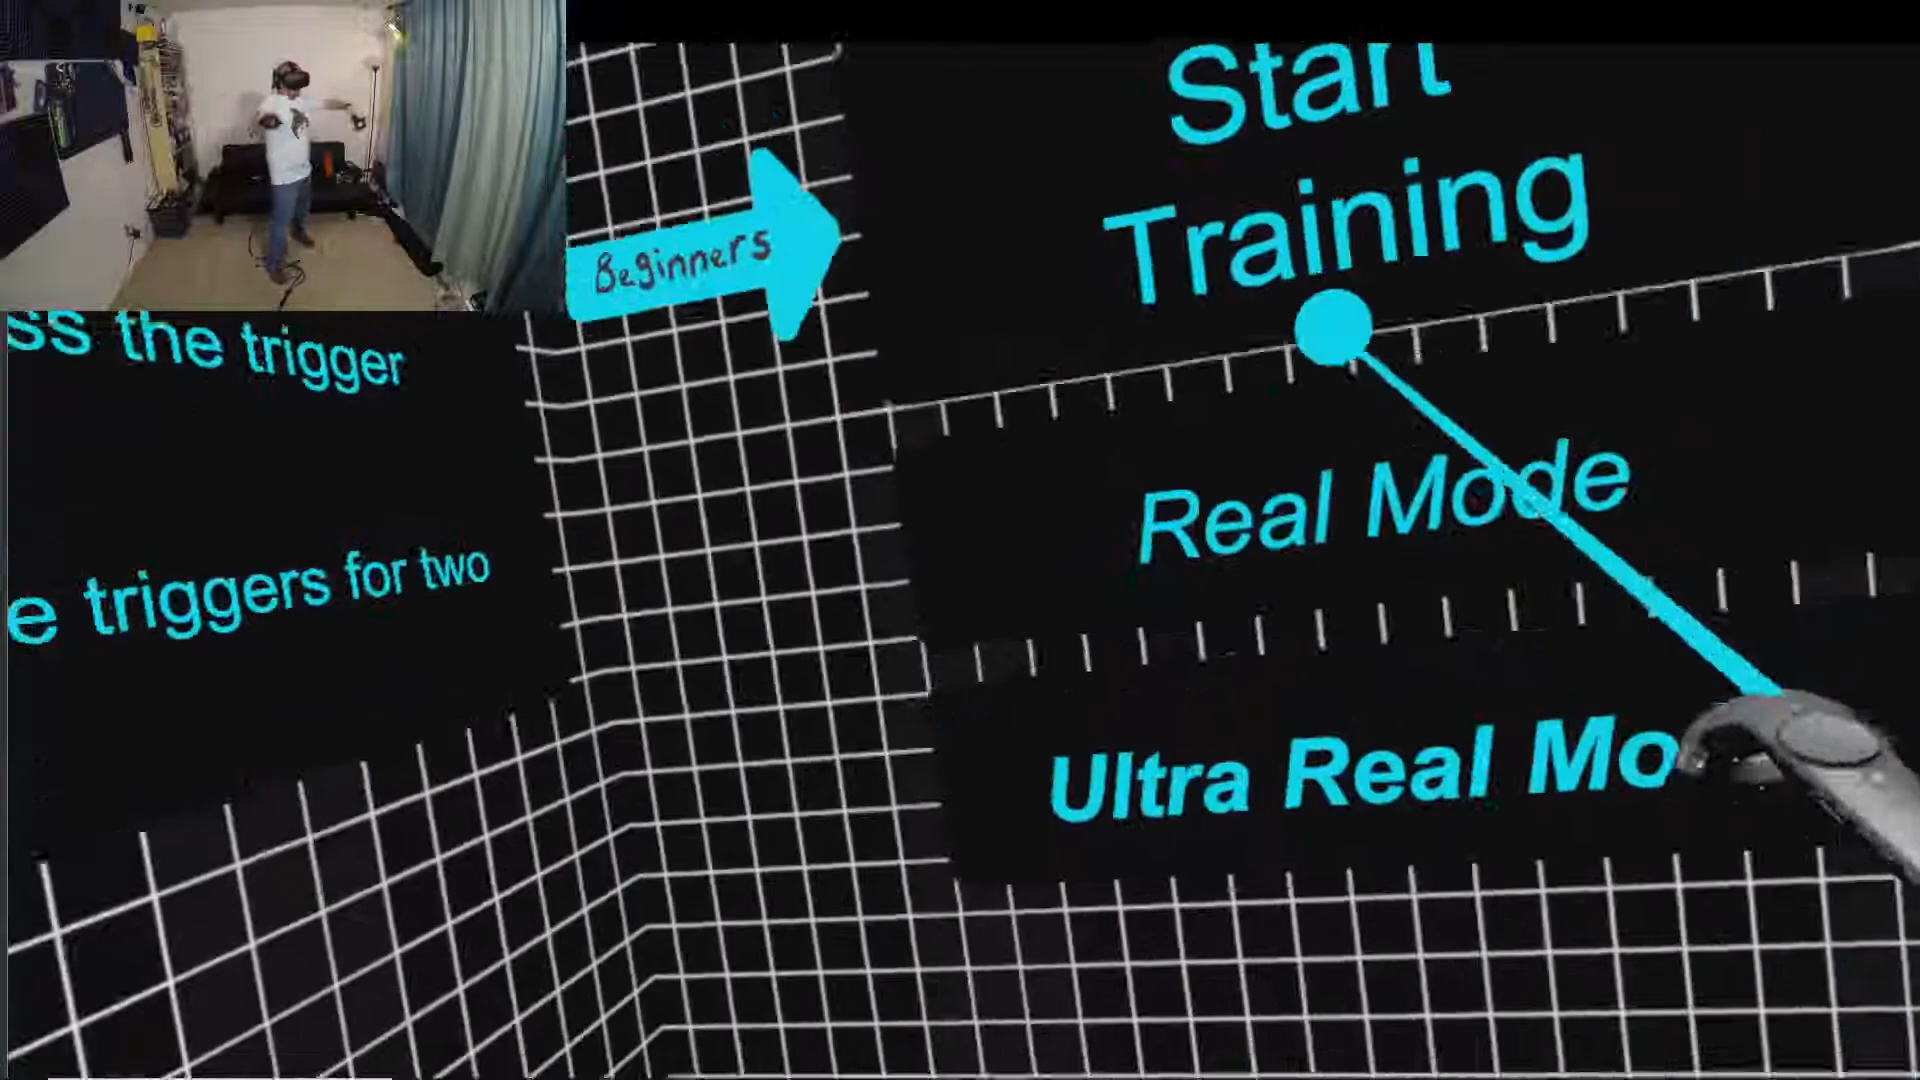 ss the trigger
e triggers for two
Beginners
Start
Training
Real Mode
Ultra Real Mo